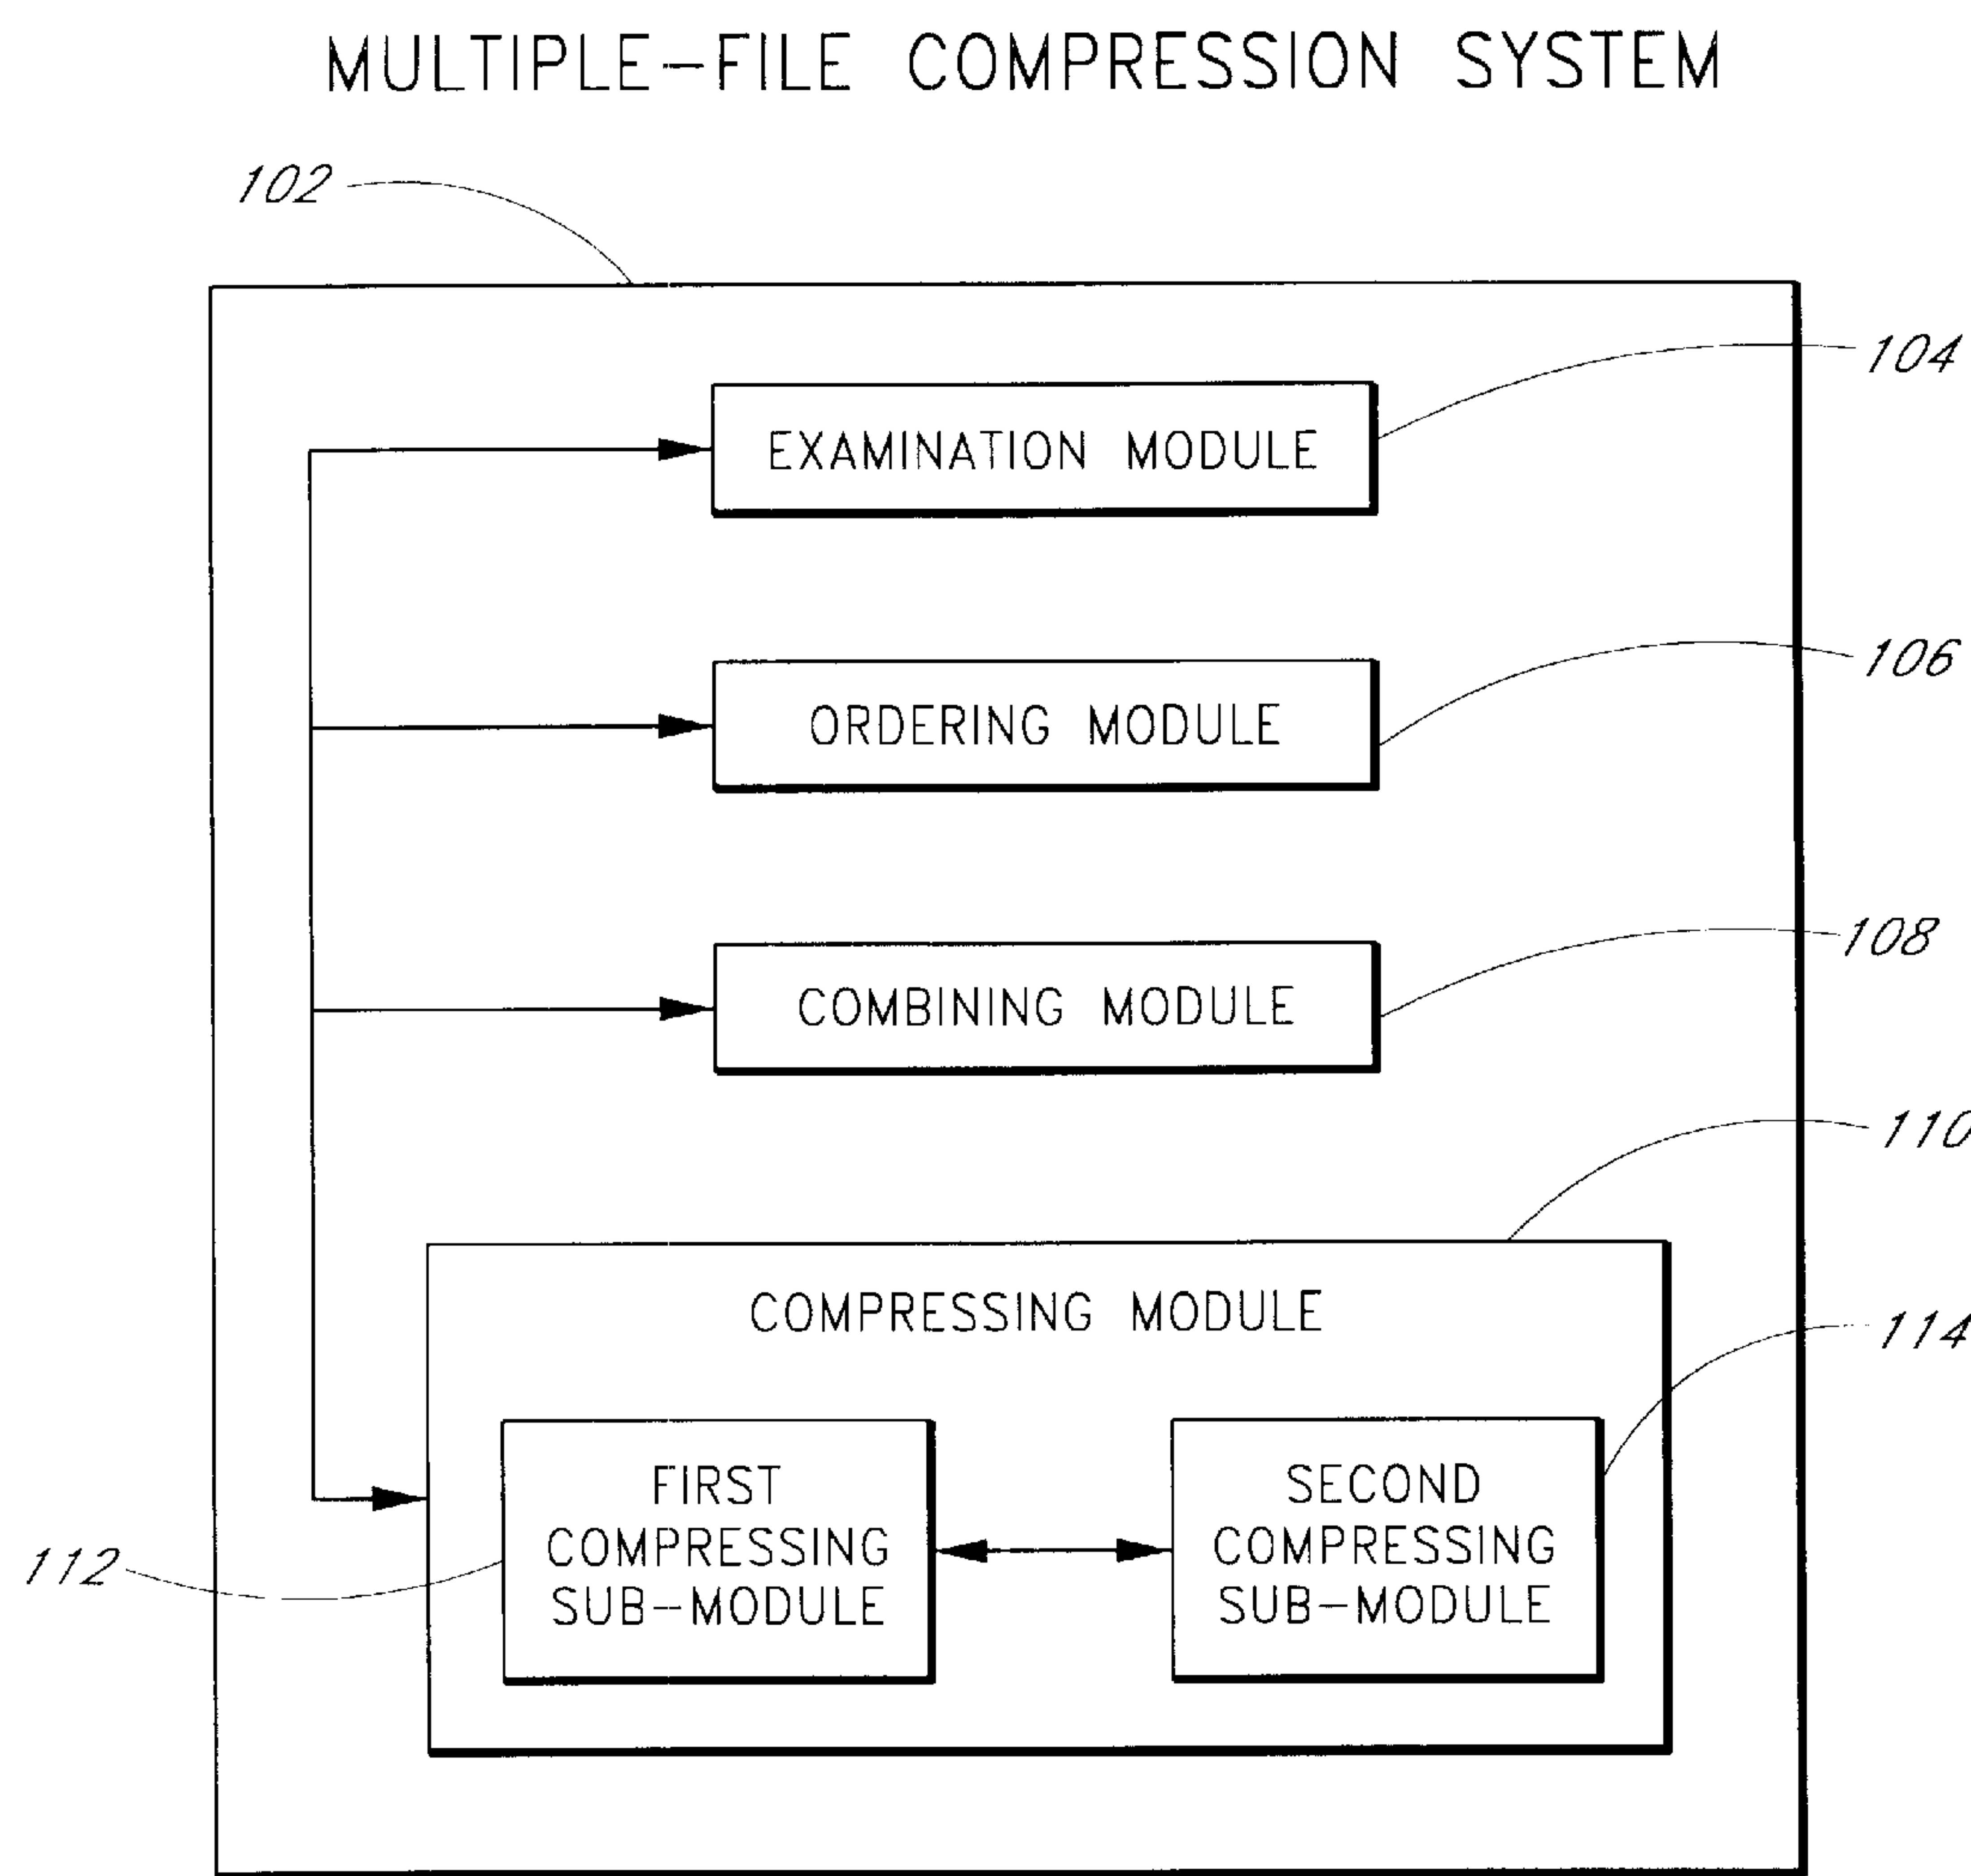 MULTIPLE-FILE COMPRESSION SYSTEM
102
104
EXAMINATION MODULE
106
ORDERING MODULE
108
COMBINING MODULE
110
COMPRESSING MODULE
114
FIRST
COMPRESSING
SUB-MODULE
SECOND
COMPRESSING
SUB-MODULE
112